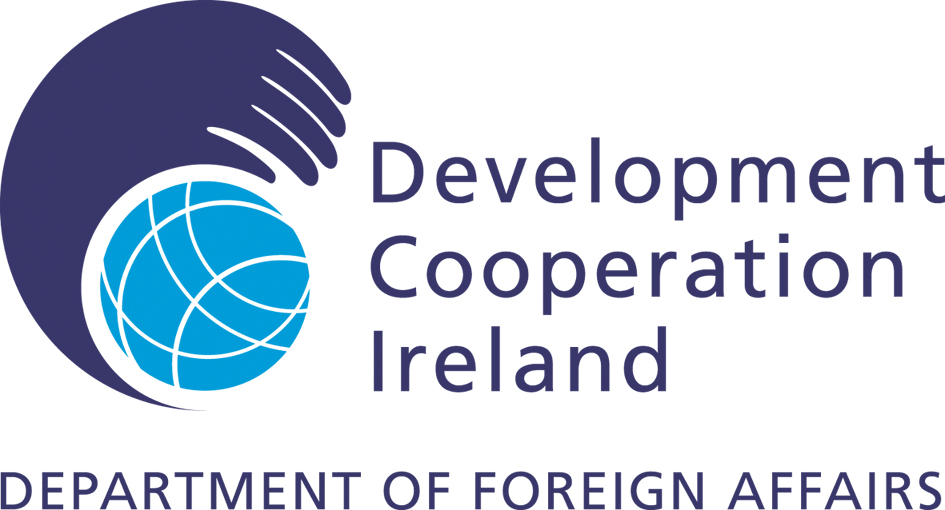 Development
Cooperation
Ireland
DEPARTMENT OF FOREIGN AFFAIRS